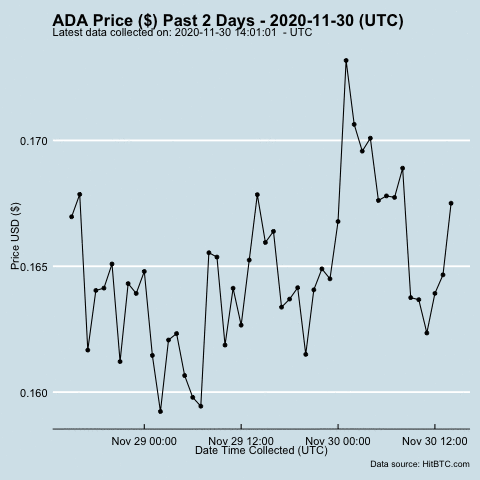 ADA Price ($) Past 2 Days - 2020-11-30 (UTC)
Latest data collected on: 2020-11-30 14:01:01  - UTC
0.170
0.165
0.160
Price USD ($)
Nov 29 00:00 Nov 29 12:00 Nov 30 00:00 Nov 30 12:00
Date Time Collected (UTC)
Data source: HitBTC.com